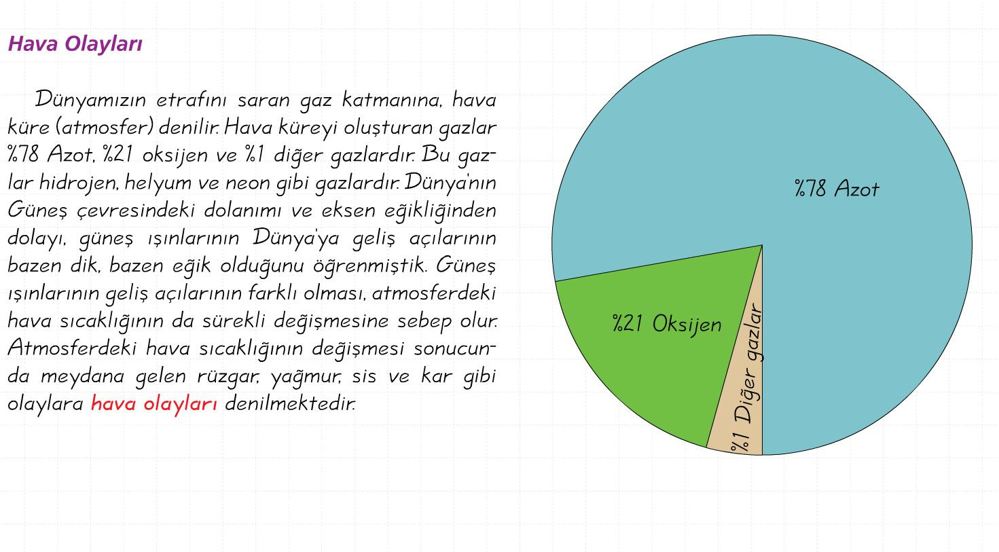 Hava Olayları
Dünyamızın etrafını saran gaz katmanına, hava
küre (atmosfer) denilir. Hava küreyi oluşturan gazlar
%78 Azot, %21 oksijen ve %1 diğer gazlardır. Bu gaz-
lar hidrojen, helyum ve neon gibi gazlardır. Dünya'nın
Güneş çevresindeki dolanımı ve eksen eğikliğinden
dolayı, güneş ışınlarının Dünya'ya geliş açılarının
bazen dik, bazen eğik olduğunu öğrenmiştik. Güneş
ışınlarının geliş açılarının farklı olması, atmosferdeki
hava sıcaklığının da sürekli değişmesine sebep olur.
Atmosferdeki hava sıcaklığının değişmesi sonucun-
da meydana gelen rüzgar, yağmur, sis ve kar gibi
olaylara hava olayları denilmektedir.
%78 Azot
%21 Oksijen
%1 Diğer gazlar